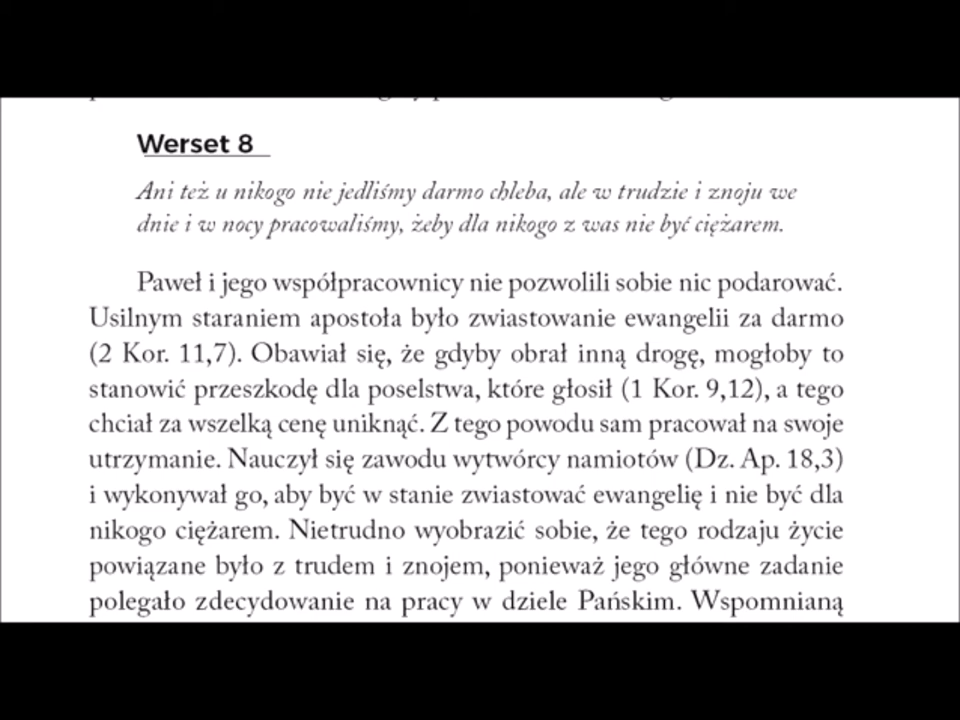 Werset 8
Ani też u nikogo nie jedliśmy darmo chleba, ale w trudzie i znoju we
dnie i w nocy pracowaliśmy, żeby dla nikogo z was nie być ciężarem.
Paweł i jego współpracownicy nie pozwolili sobie nic podarować.
Usilnym staraniem apostoła było zwiastowanie ewangelii za darmo
(2 Kor. 11,7). Obawiał się, że gdyby obrał inną drogę, mogłoby to
stanowić przeszkodę dla poselstwa, które głosił (1 Kor. 9,12), a tego
chciał za wszelką cenę uniknąć. Z tego powodu sam pracował na swoje
utrzymanie. Nauczył się zawodu wytwórcy namiotów (Dz. Ap. 18,3)
i wykonywał go, aby być w stanie zwiastować ewangelię i nie być dla
nikogo ciężarem. Nietrudno wyobrazić sobie, że tego rodzaju życie
powiązane było z trudem i znojem, ponieważ jego główne zadanie
polegało zdecydowanie na pracy w dziele Pańskim. Wspomnianą